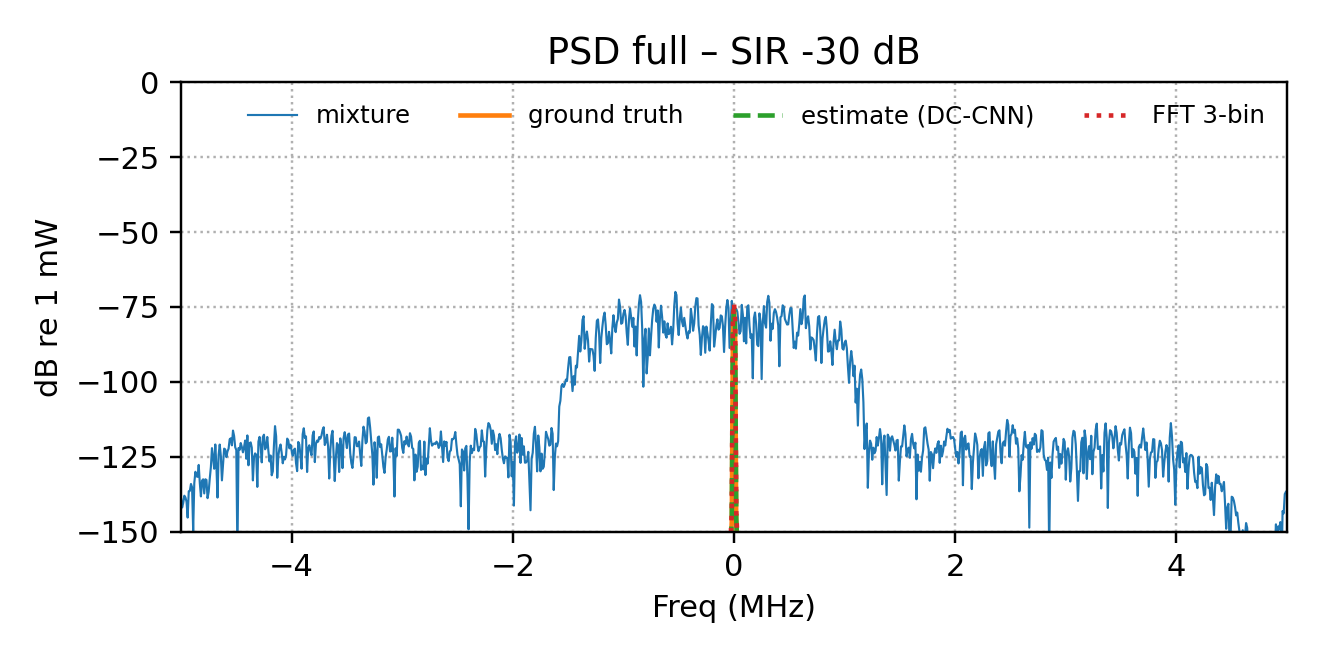 PSD full – SIR -30 dB
mixture ground truth estimate (DC-CNN) FFT 3-bin
0
−25
−50
−75
−100
−125
−150
dB re 1 mW
−4 −2 0 2 4
Freq (MHz)